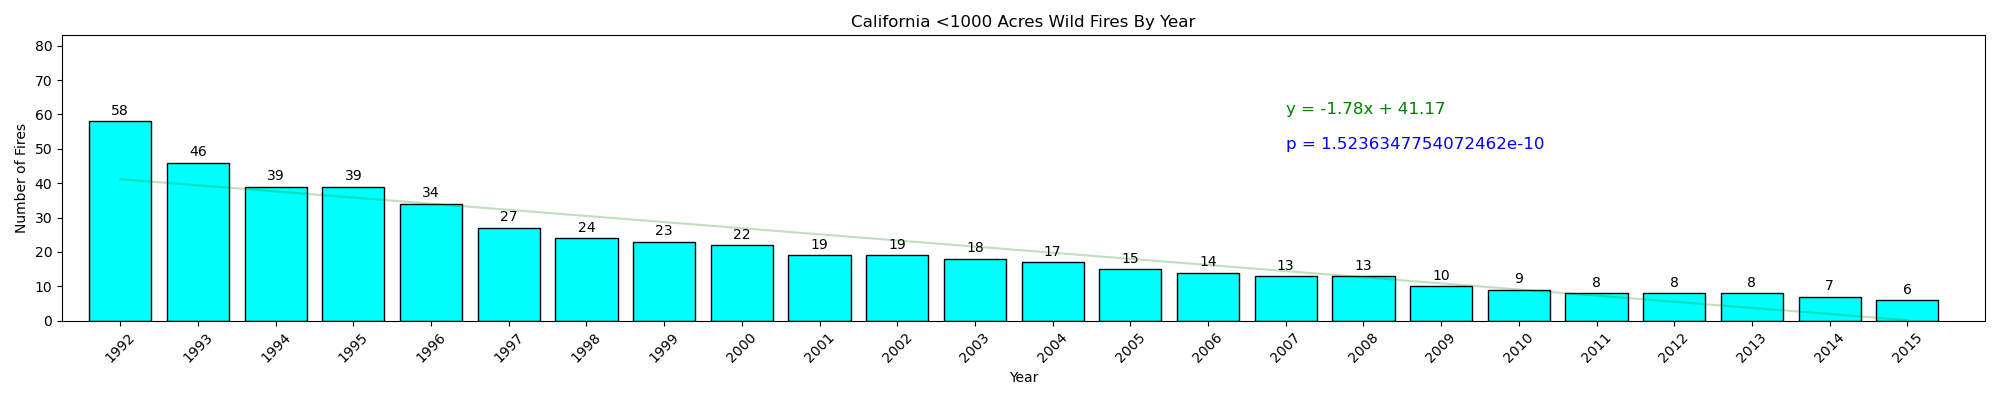 California <1000 Acres Wild Fires By Year
Number of Fires
80
70
60
50
40
30
20
10
0
y = -1.78x + 41.17
p = 1.5236347754072462e-10
58 46 39 39 34 27 24 23 22 19 19 18 17 15 14 13 13 10 9 8 8 8 7 6
1992 1993 1994 1995 1996 1997 1998 1999 2000 2001 2002 2003 2004 2005 2006 2007 2008 2009 2010 2011 2012 2013 2014 2015
Year